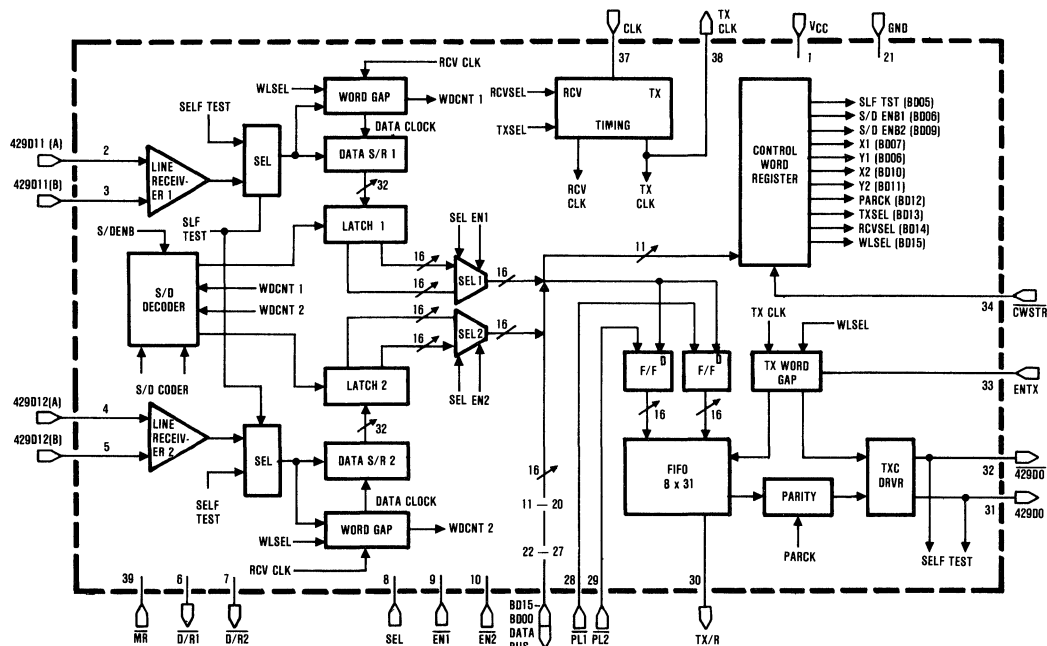 CLK
TX
CLK
VCC
GND
37
38
1
21
RCV CLK
WLSEL
WORD GAP
WDCNT 1
SELF TEST
DATA CLOCK
RCVSEL
RCV
TX
TIMING
TXSEL
RCV
CLK
TX
CLK
CONTROL
WORD
REGISTER
SLF TST (BD05)
S/D ENB1 (BD06)
S/D ENB2 (BD09)
X1 (BD07)
Y1 (BD06)
X2 (BD10)
Y2 (BD11)
PARCK (BD12)
TXSEL (BD13)
RCVSEL (BD14)
WLSEL (BD15)
429D11 (A)
2
429D11(B)
3
LINE
RECEIV-
ER 1
SEL
DATA S/R 1
32
SLF
TEST
LATCH 1
S/DENB
S/D
DECODER
WDCNT 1
WDCNT 2
S/D CODER
SEL EN1
16
16
SEL1
16
11
16
16
SEL2
16
SEL EN2
LATCH 2
32
34
CWSTR
TX CLK
WLSEL
F/F
D
F/F
D
TX WORD
GAP
33
ENTX
16
16
429D12(A)
4
429D12(B)
5
LINE
RECEIV-
ER 2
SEL
DATA S/R 2
SELF
TEST
DATA CLOCK
WORD GAP
WDCNT 2
WLSEL
RCV CLK
16
11 — 20
22 — 27
FIFO
8 x 31
PARITY
PARCK
TXC
DRVR
32
429DO
31
429DO
SELF TEST
39
MR
6
D/R1
7
D/R2
8
SEL
9
EN1
10
EN2
BD15-
BD00
DATA
BUS
28
PL1
29
PL2
30
TX/R